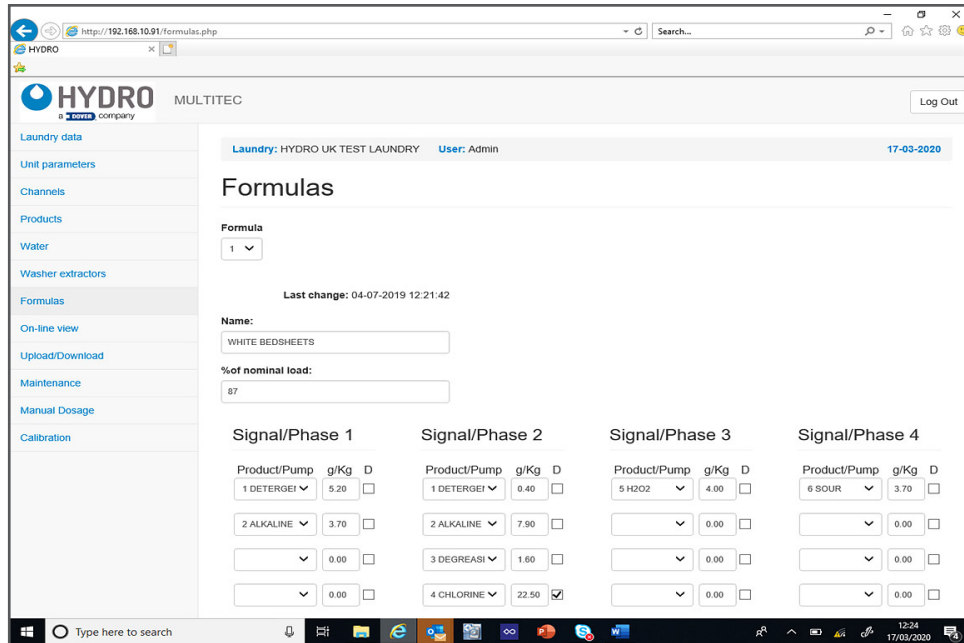 http://192.168.10.91/formulas.php
Search...
HYDRO
HYDRO
a DOVER company
MULTITEC
Log Out
Laundry data
Unit parameters
Channels
Products
Water
Washer extractors
Formulas
On-line view
Upload/Download
Maintenance
Manual Dosage
Calibration
Laundry: HYDRO UK TEST LAUNDRY User: Admin 17-03-2020
Formulas
Formula
1
Last change: 04-07-2019 12:21:42
Name:
WHITE BEDSHEETS
%of nominal load:
87
Signal/Phase 1 Signal/Phase 2 Signal/Phase 3 Signal/Phase 4
Product/Pump g/Kg D Product/Pump g/Kg D Product/Pump g/Kg D Product/Pump g/Kg D
1 DETERGEI 5.20 1 DETERGEI 0.40 5 H2O2 4.00 6 SOUR 3.70
2 ALKALINE 3.70 2 ALKALINE 7.90 0.00 0.00
0.00 3 DEGREASI 1.60 0.00 0.00
0.00 4 CHLORINE 22.50 0.00 0.00
Type here to search
12:24
17/03/2020